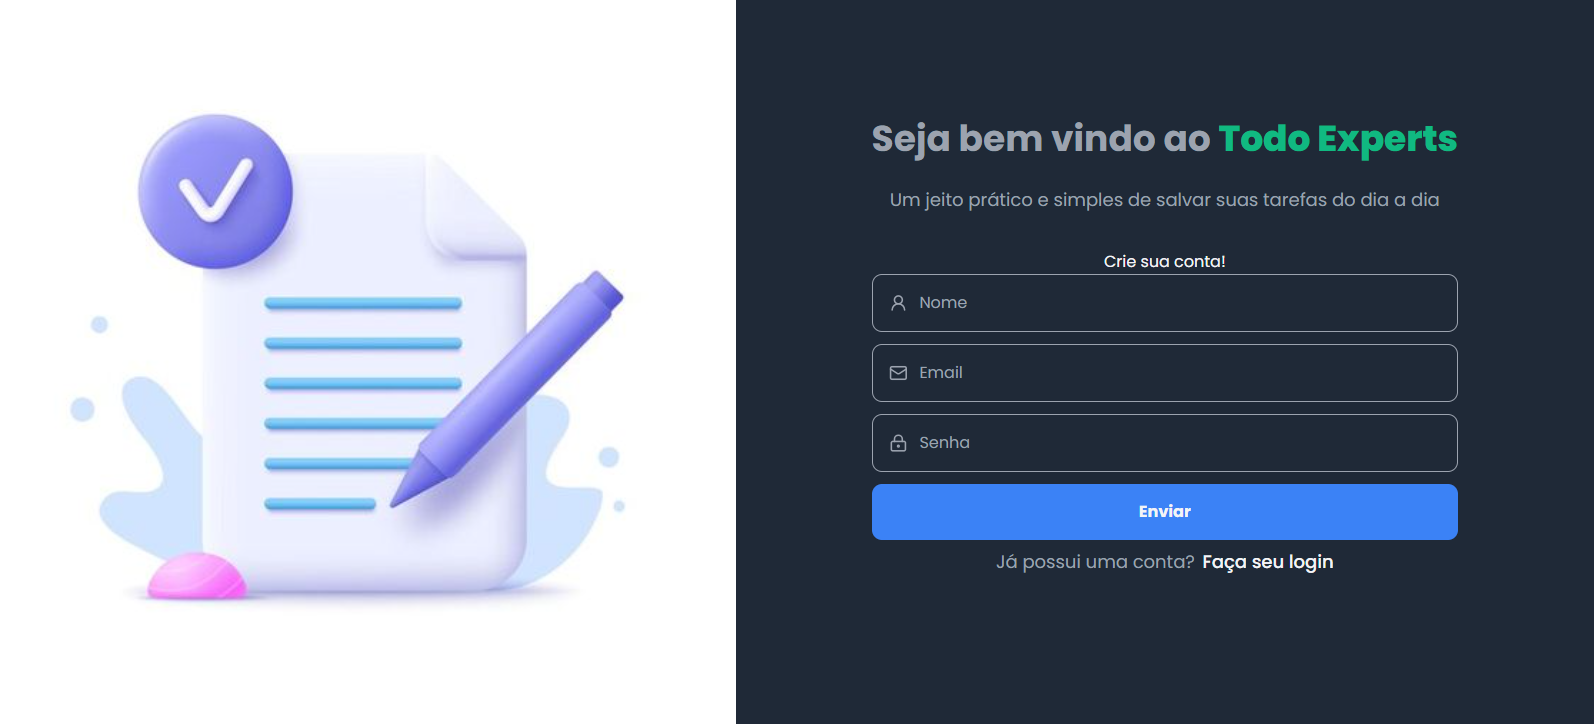 Seja bem vindo ao Todo Experts
Um jeito prático e simples de salvar suas tarefas do dia a dia
Crie sua conta!
Nome
Email
Senha
Enviar
Já possui uma conta? Faça seu login